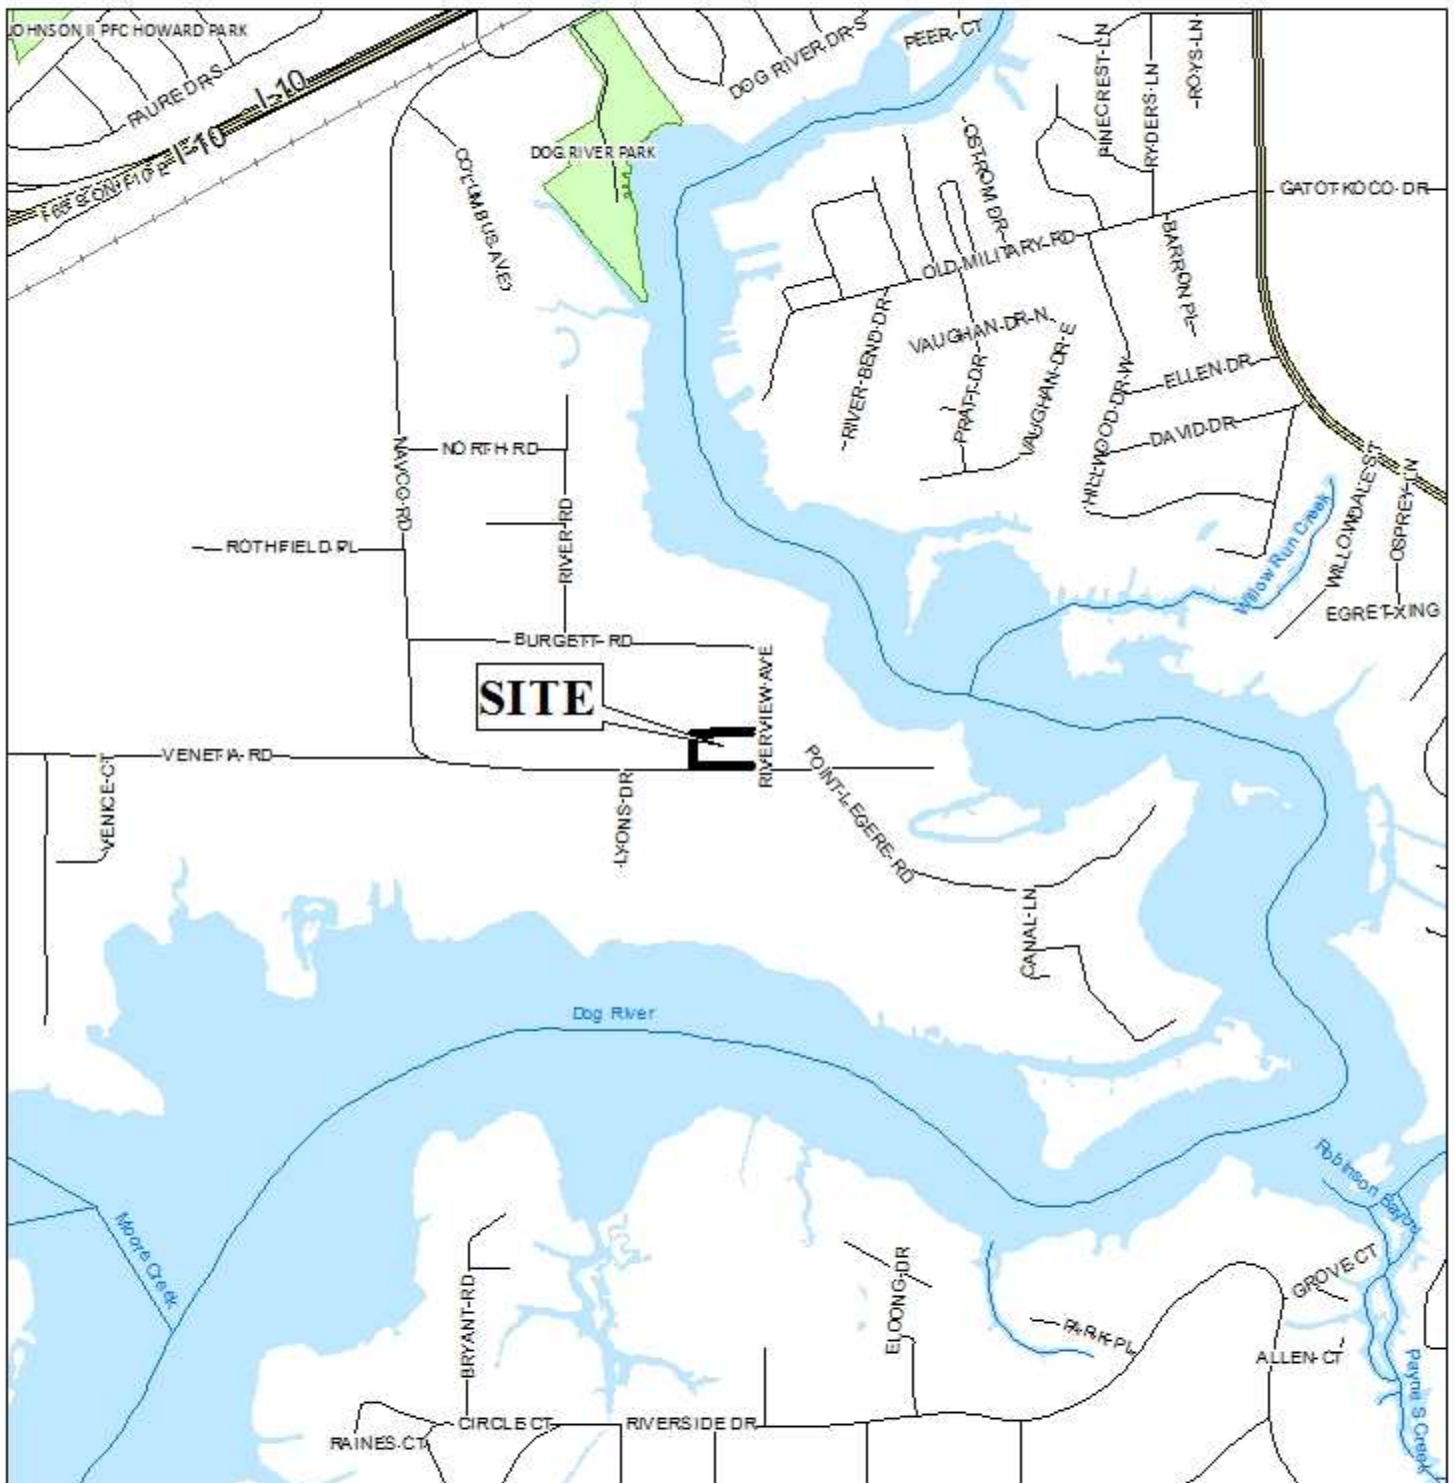 JOHNSON II PFC HOWARD PARK
FAURE DR S
I-10
I-10
DOG RIVER DR S
PEER CT
PINECREST LN
RYDERS LN
ROYS LN
COLUMBUS AVE
DOG RIVER PARK
OSTROM DR
GATOTKOCO DR
OLD MILITARY RD
BARRON PL
RIVER BEND DR
VAUGHAN DR N
PRATT DR
VAUGHAN DR E
HILLWOOD DR W
ELLEN DR
DAVID DR
NAVCO RD
NORTH RD
RIVER RD
ROTHFIELD PL
Willow Run Creek
WILLOWDALE ST
OSPREY LN
EGRET XING
BURGETT RD
SITE
RIVERVIEW AVE
VENETIA RD
VENICE CT
LYONS DR
POINT LEGERE RD
CANAL LN
Dog River
Moore Creek
Robinson Bayou
BRYANT RD
ELOONG DR
GROVE CT
PARK PL
ALLEN CT
Payne S Creek
CIRCLE CT
RIVERSIDE DR
RAINES CT